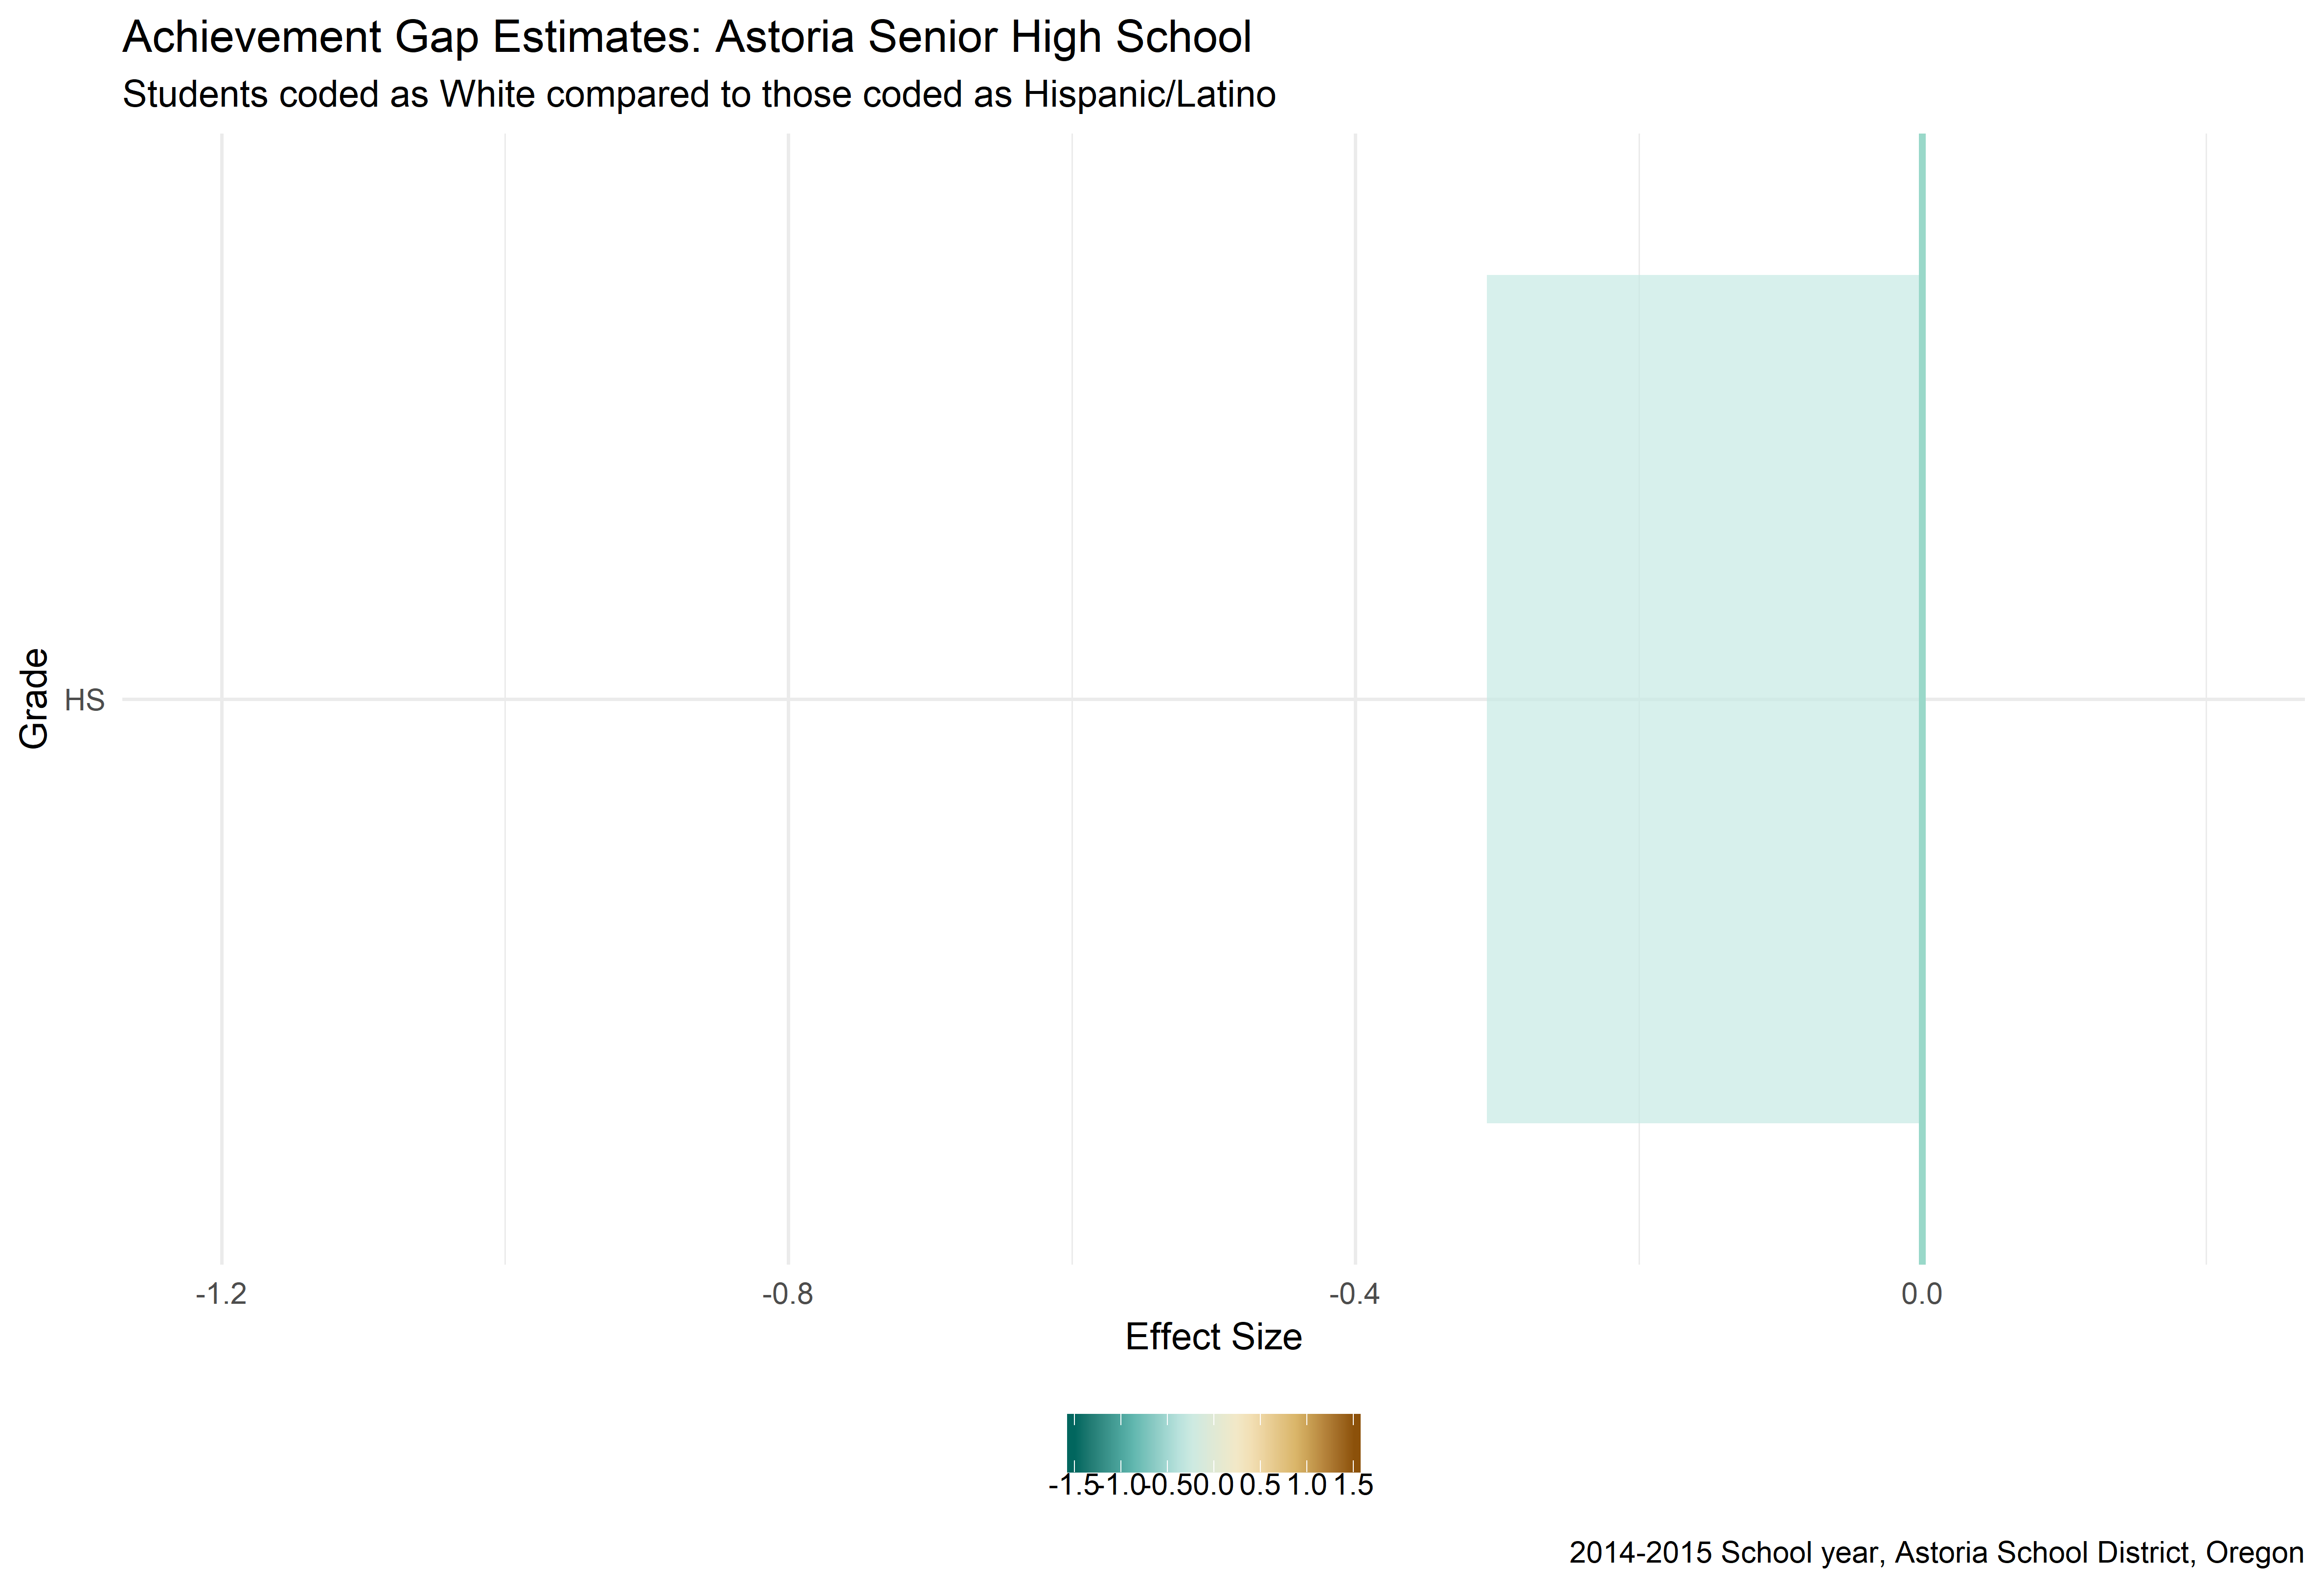 Achievement Gap Estimates: Astoria Senior High School
Students coded as White compared to those coded as Hispanic/Latino
Grade
HS
-1.2
-0.8
-0.4
0.0
Effect Size
-1.5
-1.0
-0.5
0.0
0.5
1.0
1.5
2014-2015 School year, Astoria School District, Oregon